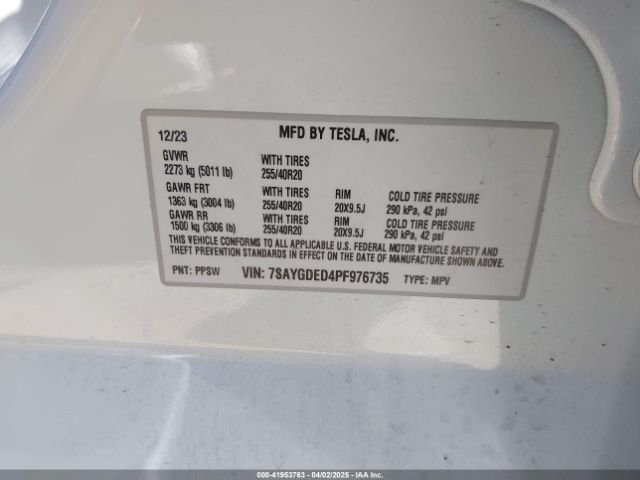 12/23 MFD BY TESLA, INC.
GVWR WITH TIRES
2273 kg (5011 lb) 255/40R20
GAWR FRT WITH TIRES RIM COLD TIRE PRESSURE
1363 kg (3004 lb) 255/40R20 20X9.5J 290 kPa, 42 psi
GAWR RR WITH TIRES RIM COLD TIRE PRESSURE
1500 kg (3306 lb) 255/40R20 20X9.5J 290 kPa, 42 psi
THIS VEHICLE CONFORMS TO ALL APPLICABLE U.S. FEDERAL MOTOR VEHICLE SAFETY AND
THEFT PREVENTION STANDARDS IN EFFECT ON THE DATE OF MANUFACTURE SHOWN ABOVE.
PNT: PPSW VIN: 7SAYGDED4PF976735 TYPE: MPV
000-41953763 - 04/02/2025 - IAAI.COM